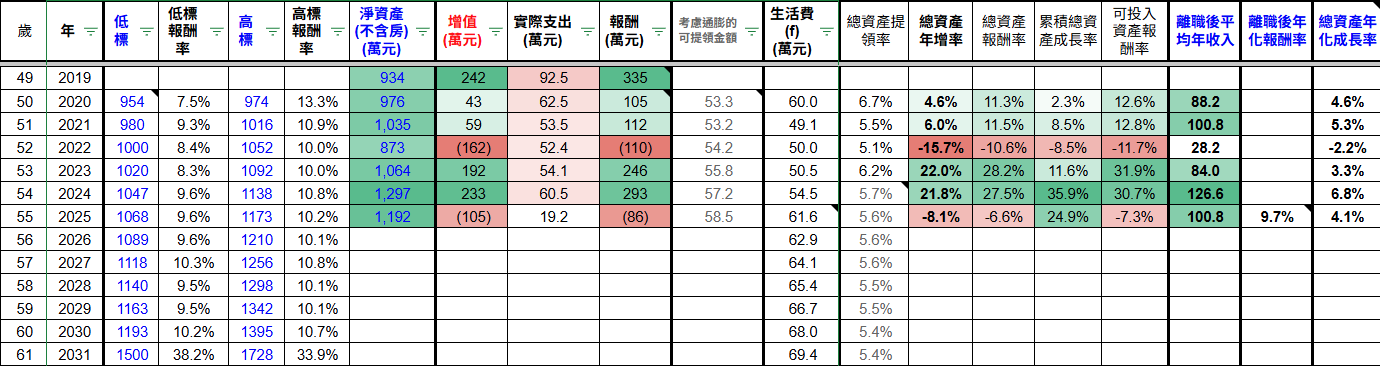 歲 年 低標 低標報酬率 高標 高標報酬率 淨資產(不含房)(萬元) 增值(萬元) 實際支出(萬元) 報酬(萬元) 考慮通膨的可提領金額 生活費(f)(萬元) 總資產提領率 總資產年增率 總資產報酬率 累積總資產成長率 可投入資產報酬率 離職後平均年收入 離職後年化報酬率 總資產年化成長率
49 2019 934 242 92.5 335
50 2020 954 7.5% 974 13.3% 976 43 62.5 105 53.3 60.0 6.7% 4.6% 11.3% 2.3% 12.6% 88.2 4.6%
51 2021 980 9.3% 1016 10.9% 1,035 59 53.5 112 53.2 49.1 5.5% 6.0% 11.5% 8.5% 12.8% 100.8 5.3%
52 2022 1000 8.4% 1052 10.0% 873 (162) 52.4 (110) 54.2 50.0 5.1% -15.7% -10.6% -8.5% -11.7% 28.2 -2.2%
53 2023 1020 8.3% 1092 10.0% 1,064 192 54.1 246 55.8 50.5 6.2% 22.0% 28.2% 11.6% 31.9% 84.0 3.3%
54 2024 1047 9.6% 1138 10.8% 1,297 233 60.5 293 57.2 54.5 5.7% 21.8% 27.5% 35.9% 30.7% 126.6 6.8%
55 2025 1068 9.6% 1173 10.2% 1,192 (105) 19.2 (86) 58.5 61.6 5.6% -8.1% -6.6% 24.9% -7.3% 100.8 9.7% 4.1%
56 2026 1089 9.6% 1210 10.1% 62.9 5.6%
57 2027 1118 10.3% 1256 10.8% 64.1 5.6%
58 2028 1140 9.5% 1298 10.1% 65.4 5.5%
59 2029 1163 9.5% 1342 10.1% 66.7 5.5%
60 2030 1193 10.2% 1395 10.7% 68.0 5.4%
61 2031 1500 38.2% 1728 33.9% 69.4 5.4%